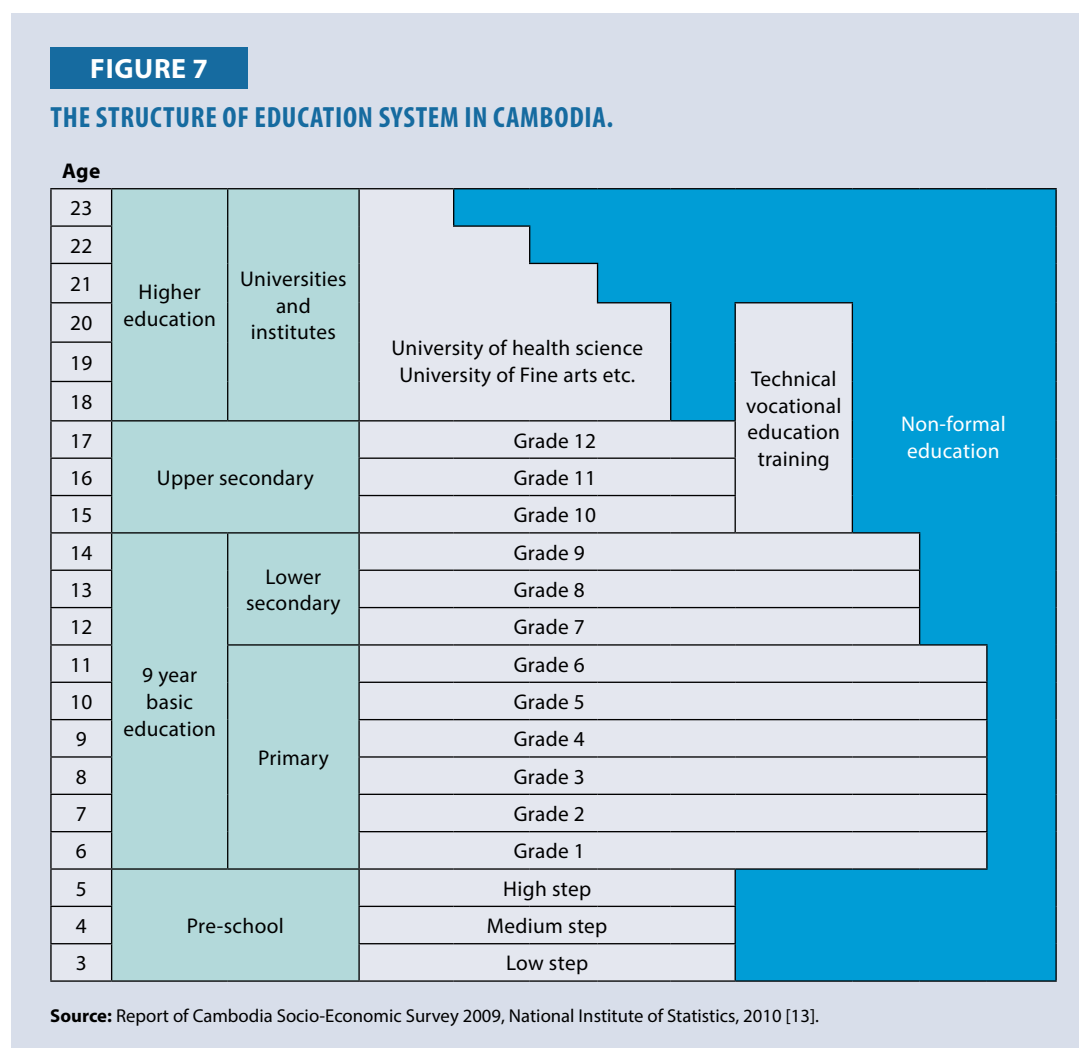 FIGURE 7
THE STRUCTURE OF EDUCATION SYSTEM IN CAMBODIA.
Age
23
22
21
20
19
18
17
16
15
14
13
12
11
10
9
8
7
6
5
4
3
Higher
education
Universities
and
institutes
Upper secondary
9 year
basic
education
Lower
secondary
Primary
Pre-school
University of health science
University of Fine arts etc.
Grade 12
Grade 11
Grade 10
Grade 9
Grade 8
Grade 7
Grade 6
Grade 5
Grade 4
Grade 3
Grade 2
Grade 1
High step
Medium step
Low step
Technical
vocational
education
training
Non-formal
education
Source: Report of Cambodia Socio-Economic Survey 2009, National Institute of Statistics, 2010 [13].